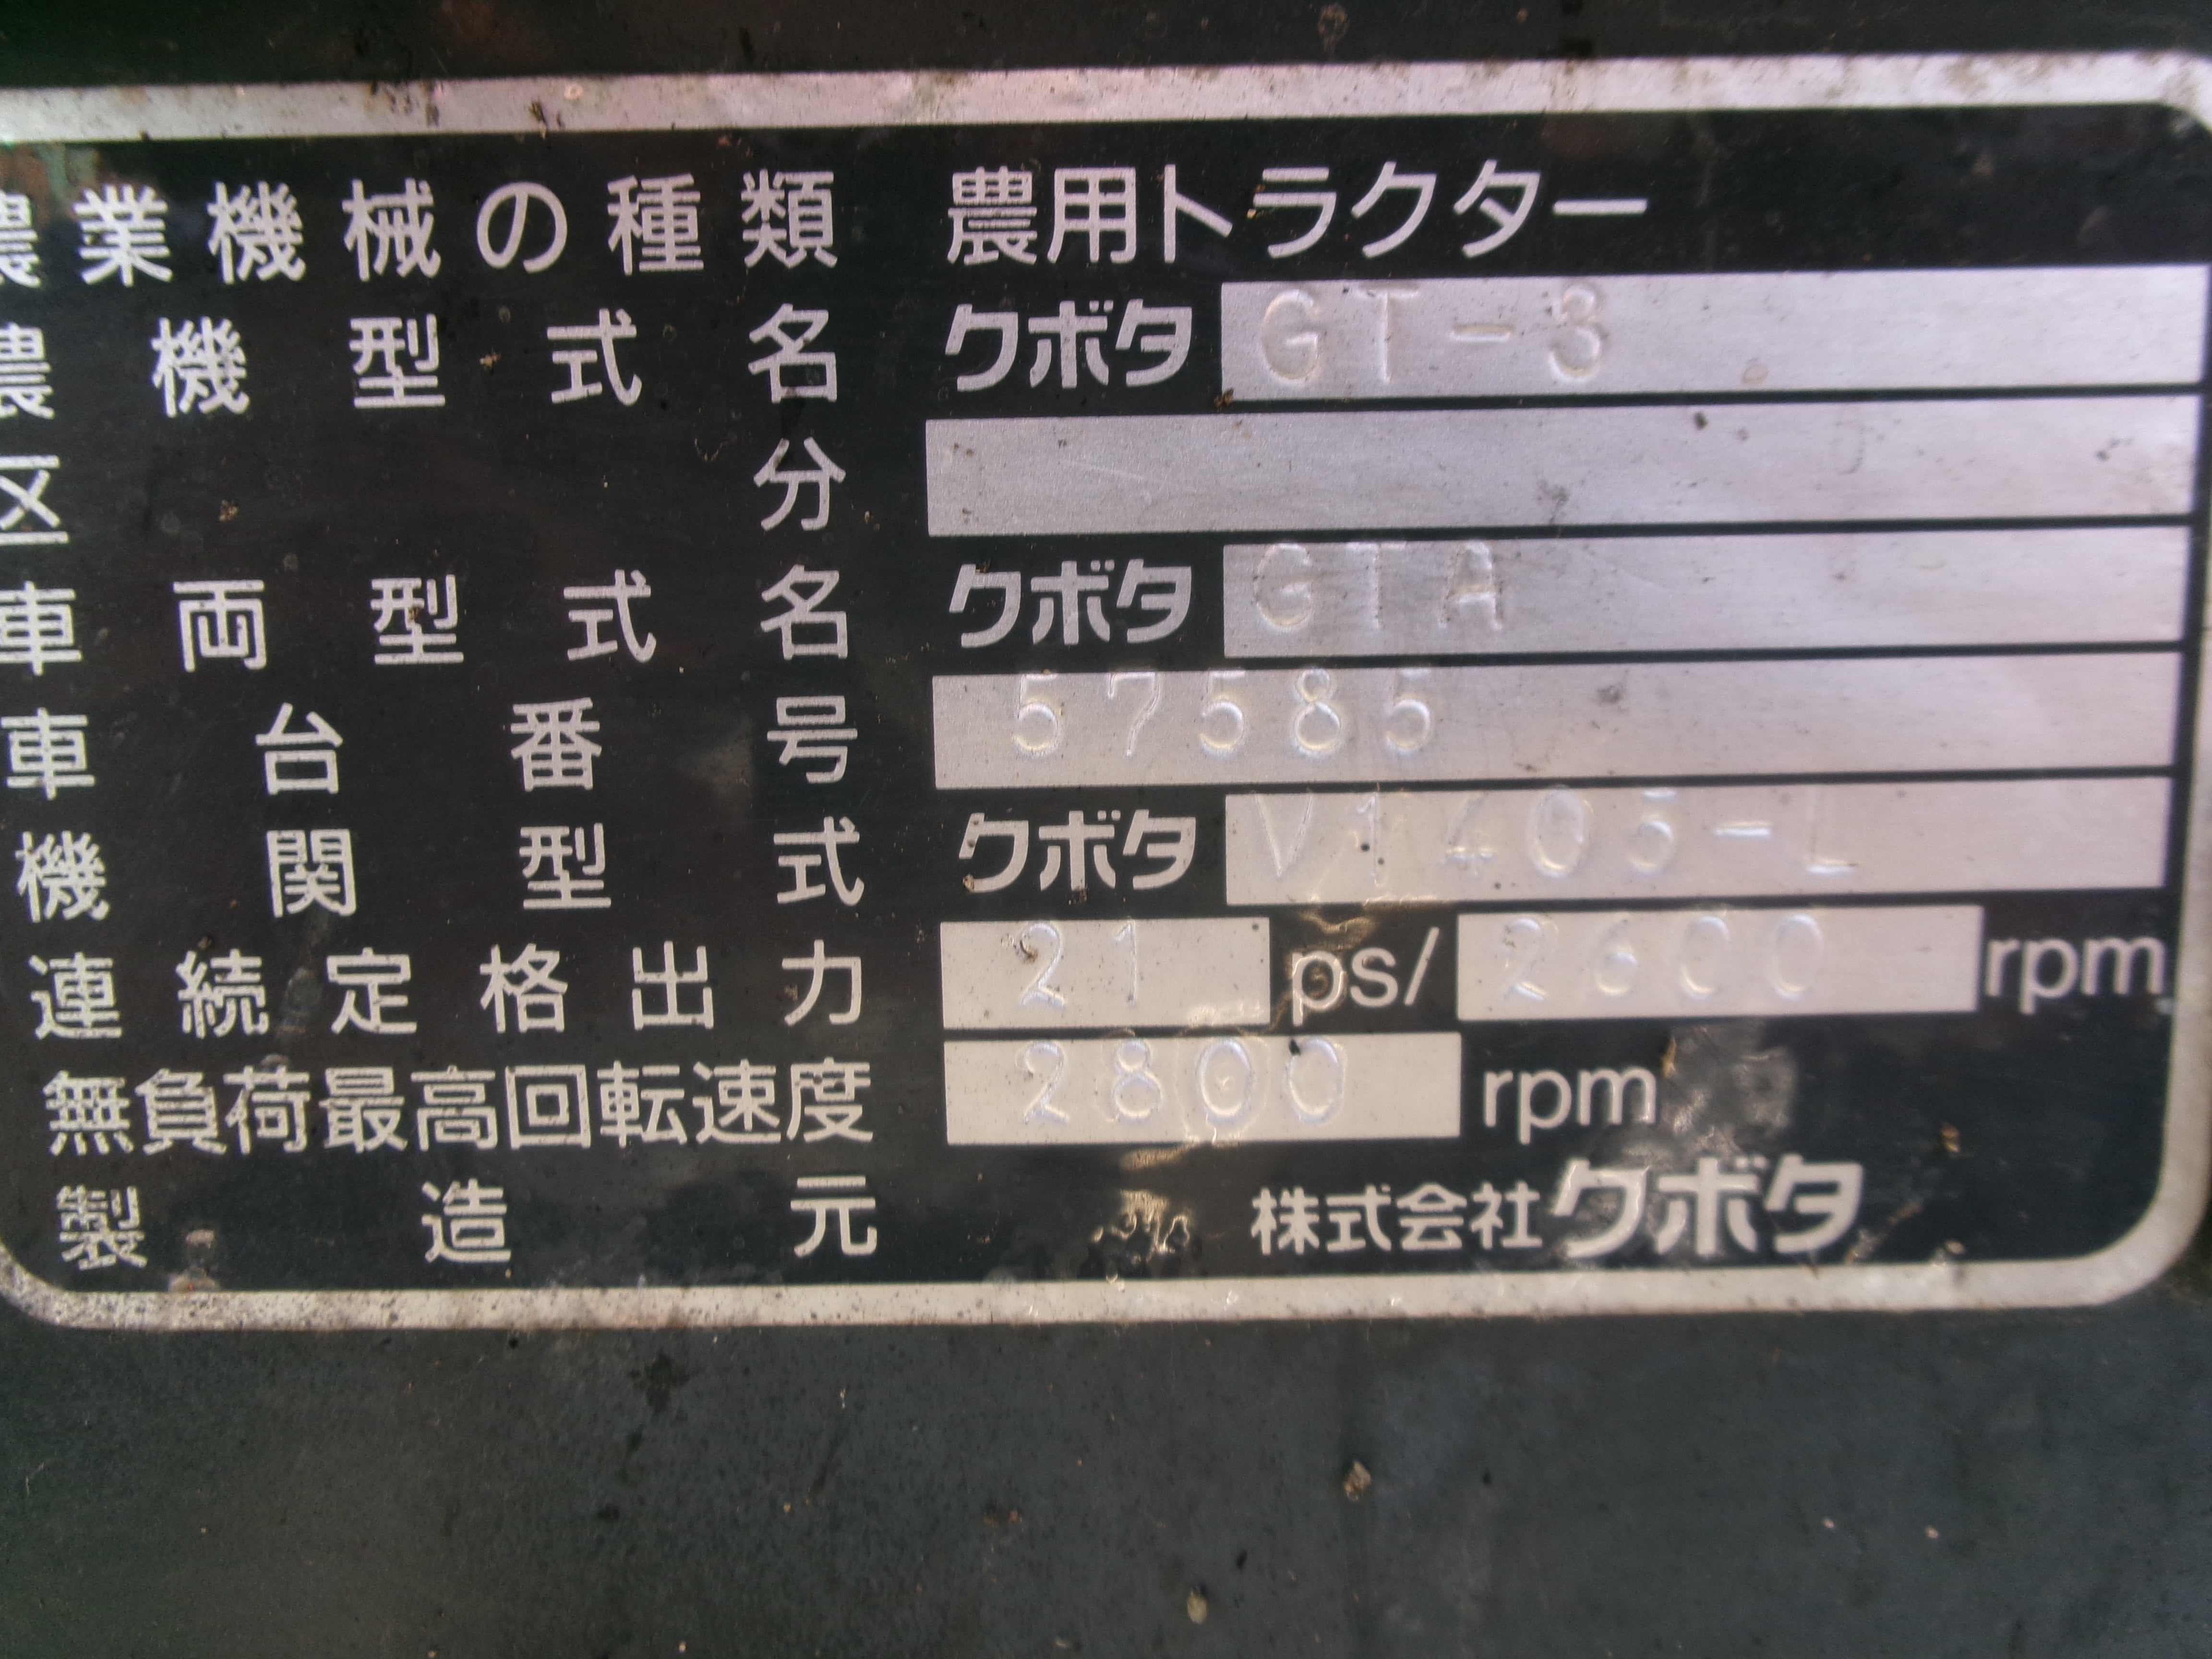 農業機械の種類 農用トラクター
農機型式名 クボタ GT-3
区分
車両型式名 クボタ GTA
車台番号 57585
機関型式 クボタ V1405-L
連続定格出力 21 ps/ 2600 rpm
無負荷最高回転速度 2800 rpm
製造元 株式会社クボタ